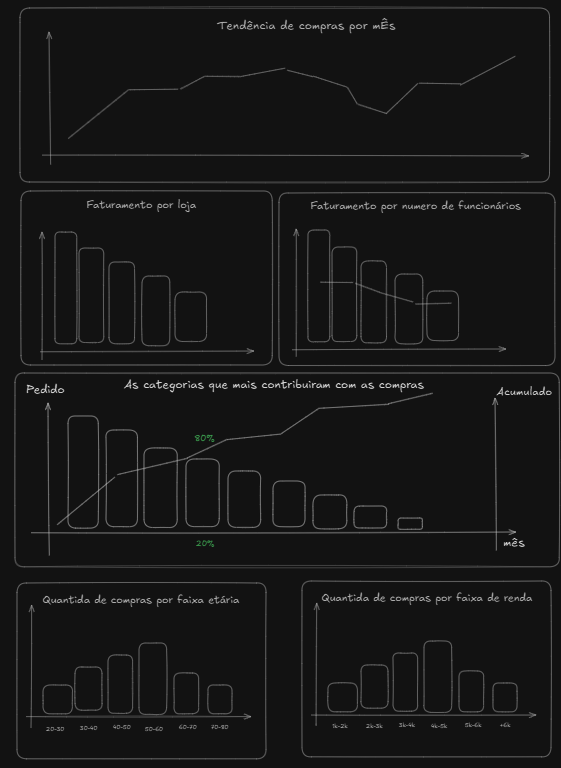 Tendência de compras por mÊs
Faturamento por loja
Faturamento por numero de funcionários
As categorias que mais contribuiram com as compras
Pedido
Acumulado
80%
20%
mês
Quantida de compras por faixa etária
20-30 30-40 40-50 50-60 60-70 70-80
Quantida de compras por faixa de renda
1k-2k 2k-3k 3k-4k 4k-5k 5k-6k +6k